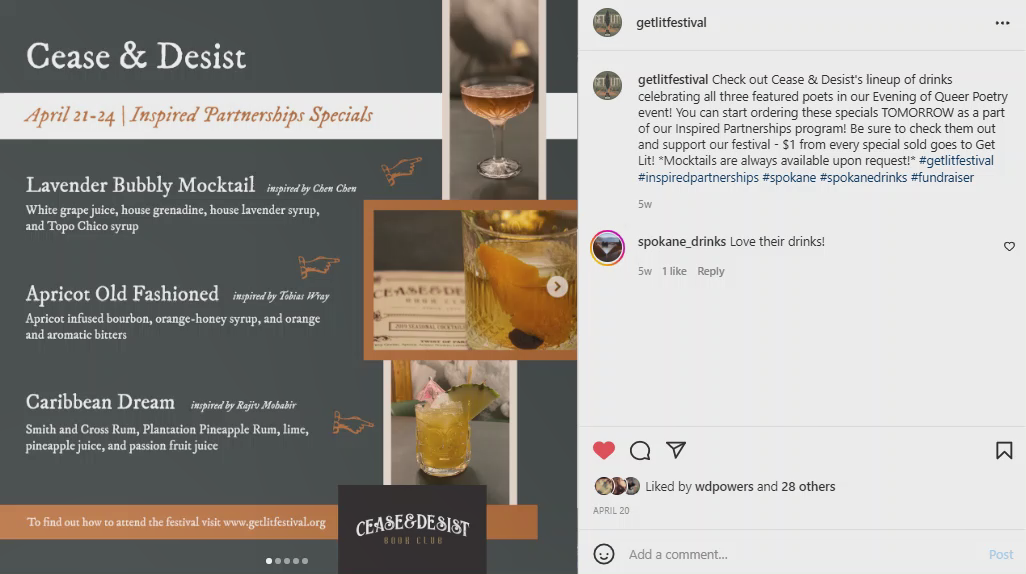 Cease & Desist
April 21-24 | Inspired Partnerships Specials
Lavender Bubbly Mocktail inspired by Chen Chen
White grape juice, house grenadine, house lavender syrup,
and Topo Chico syrup
Apricot Old Fashioned inspired by Tobias Wray
Apricot infused bourbon, orange-honey syrup, and orange
and aromatic bitters
Caribbean Dream inspired by Rajiv Mohabir
Smith and Cross Rum, Plantation Pineapple Rum, lime,
pineapple juice, and passion fruit juice
CEASE & DESIST
BOOK CLUB
To find out how to attend the festival visit www.getlitfestival.org
CEASE & DESIST
BOOK CLUB
getlitfestival
getlitfestival Check out Cease & Desist's lineup of drinks
celebrating all three featured poets in our Evening of Queer Poetry
event! You can start ordering these specials TOMORROW as a part
of our Inspired Partnerships program! Be sure to check them out
and support our festival - $1 from every special sold goes to Get
Lit! *Mocktails are always available upon request!* #getlitfestival
#inspiredpartnerships #spokane #spokanedrinks #fundraiser
5w
spokane_drinks Love their drinks!
5w 1 like Reply
Liked by wdpowers and 28 others
APRIL 20
Add a comment... Post